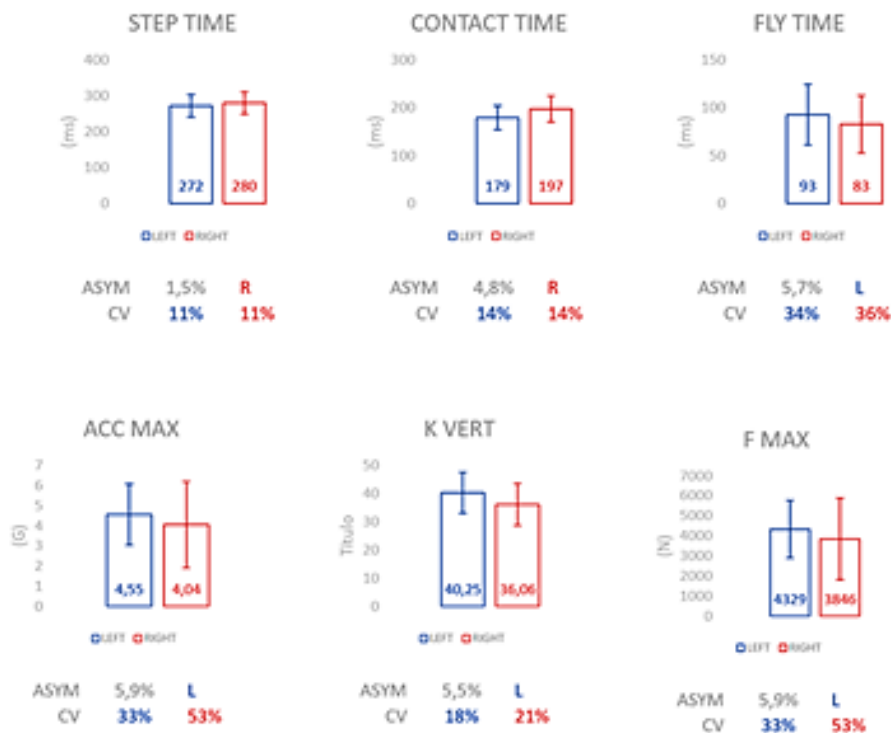 STEP TIME
400
300
200
100
0
(ms)
272 280
LEFT RIGHT
ASYM 1,5% R
CV 11% 11%
CONTACT TIME
300
200
100
0
(ms)
179 197
LEFT RIGHT
ASYM 4,8% R
CV 14% 14%
FLY TIME
150
100
50
0
(ms)
93 83
LEFT RIGHT
ASYM 5,7% L
CV 34% 36%
ACC MAX
7
6
5
4
3
2
1
0
(G)
4,55 4,04
LEFT RIGHT
ASYM 5,9% L
CV 33% 53%
K VERT
50
40
30
20
10
0
Titulo
40,25 36,06
LEFT RIGHT
ASYM 5,5% L
CV 18% 21%
F MAX
7000
6000
5000
4000
3000
2000
1000
0
(N)
4329 3846
LEFT RIGHT
ASYM 5,9% L
CV 33% 53%